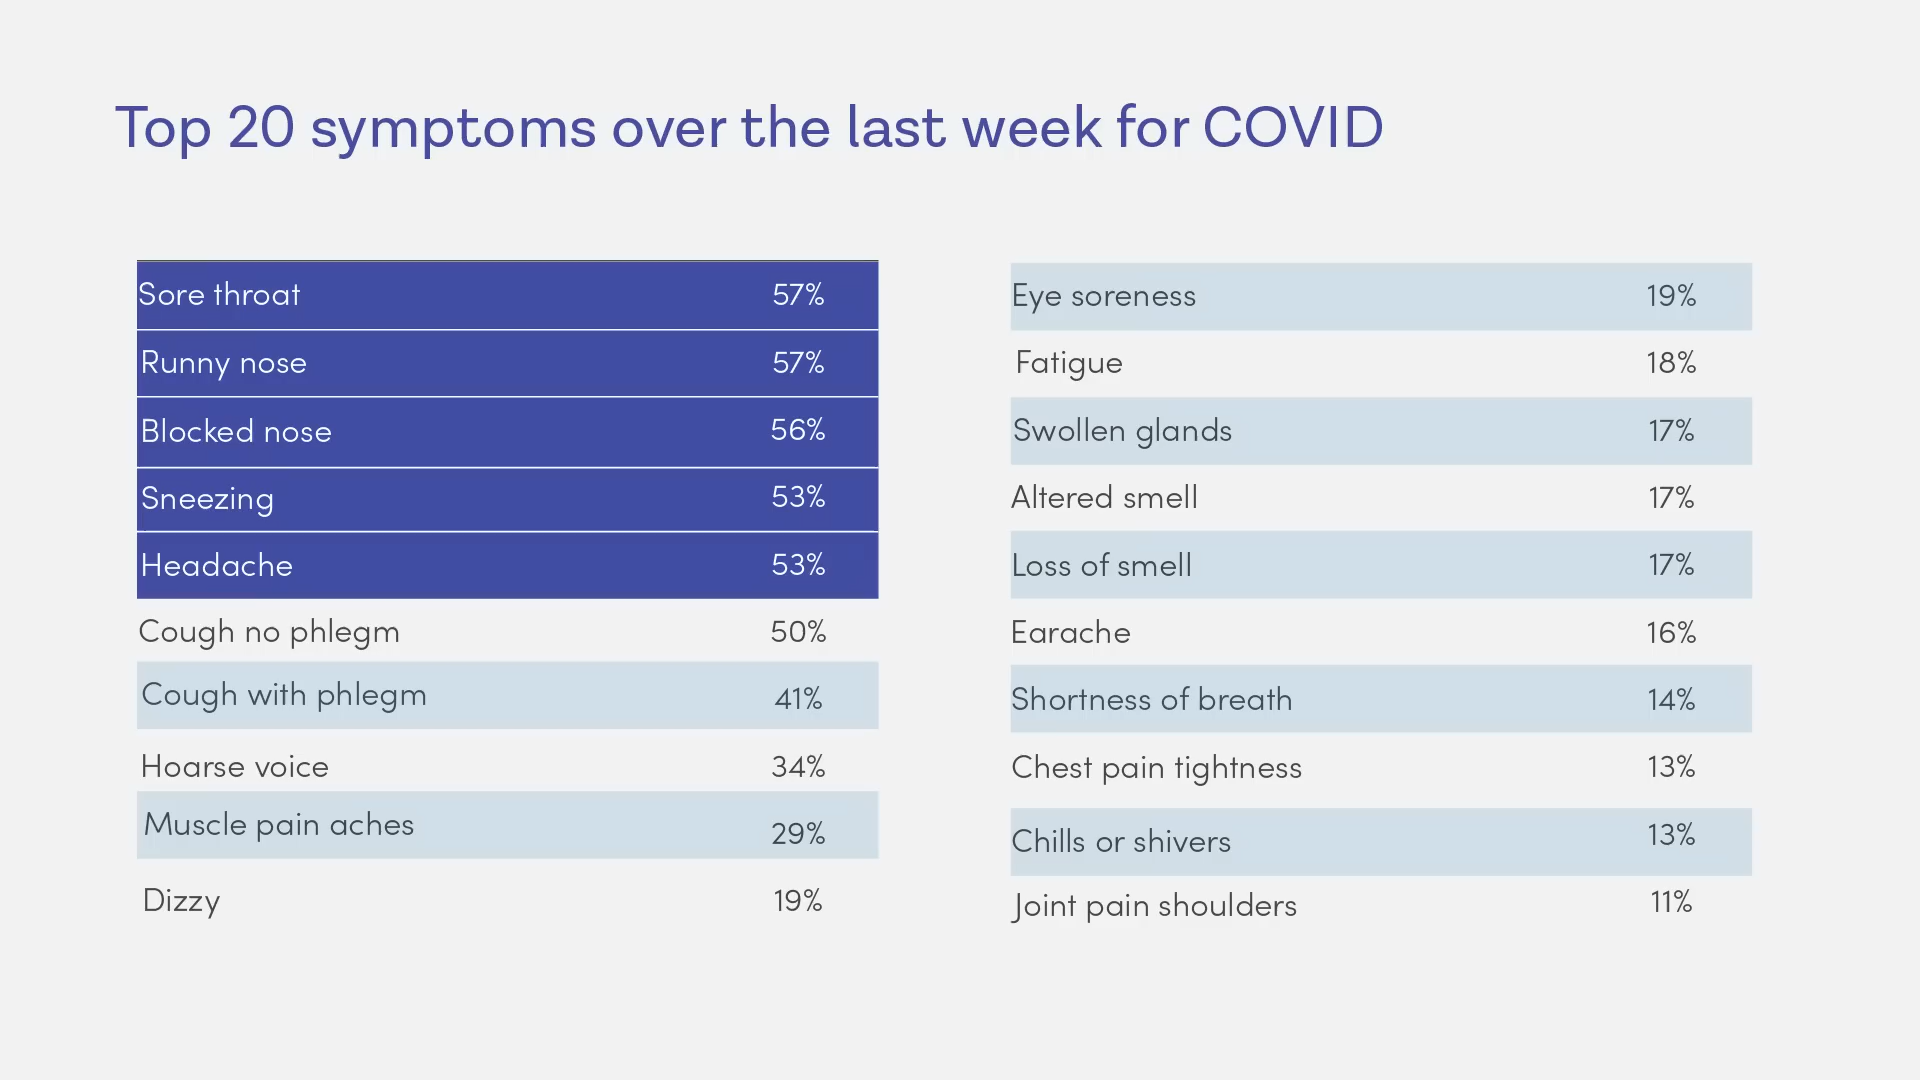 Top 20 symptoms over the last week for COVID
Sore throat 57%
Runny nose 57%
Blocked nose 56%
Sneezing 53%
Headache 53%
Cough no phlegm 50%
Cough with phlegm 41%
Hoarse voice 34%
Muscle pain aches 29%
Dizzy 19%
Eye soreness 19%
Fatigue 18%
Swollen glands 17%
Altered smell 17%
Loss of smell 17%
Earache 16%
Shortness of breath 14%
Chest pain tightness 13%
Chills or shivers 13%
Joint pain shoulders 11%